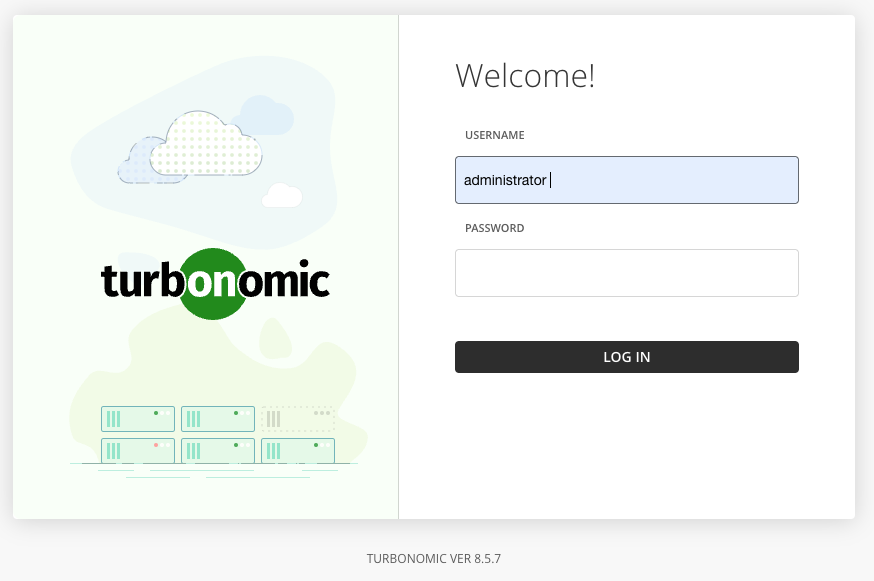 Welcome!
USERNAME
administrator
PASSWORD
turbonomic
LOG IN
TURBONOMIC VER 8.5.7